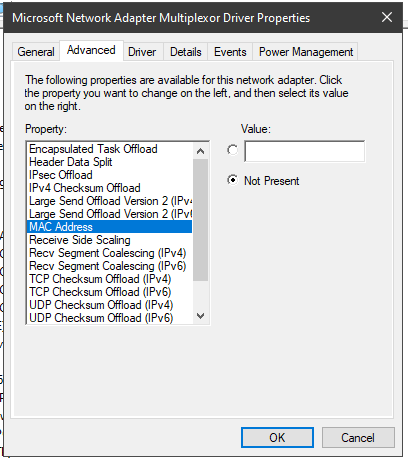 Microsoft Network Adapter Multiplexor Driver Properties
General Advanced Driver Details Events Power Management
The following properties are available for this network adapter. Click
the property you want to change on the left, and then select its value
on the right.
Property:
Encapsulated Task Offload
Header Data Split
IPsec Offload
IPv4 Checksum Offload
Large Send Offload Version 2 (IPv4
Large Send Offload Version 2 (IPv6
MAC Address
Receive Side Scaling
Recv Segment Coalescing (IPv4)
Recv Segment Coalescing (IPv6)
TCP Checksum Offload (IPv4)
TCP Checksum Offload (IPv6)
UDP Checksum Offload (IPv4)
UDP Checksum Offload (IPv6)
Value:
Not Present
OK Cancel